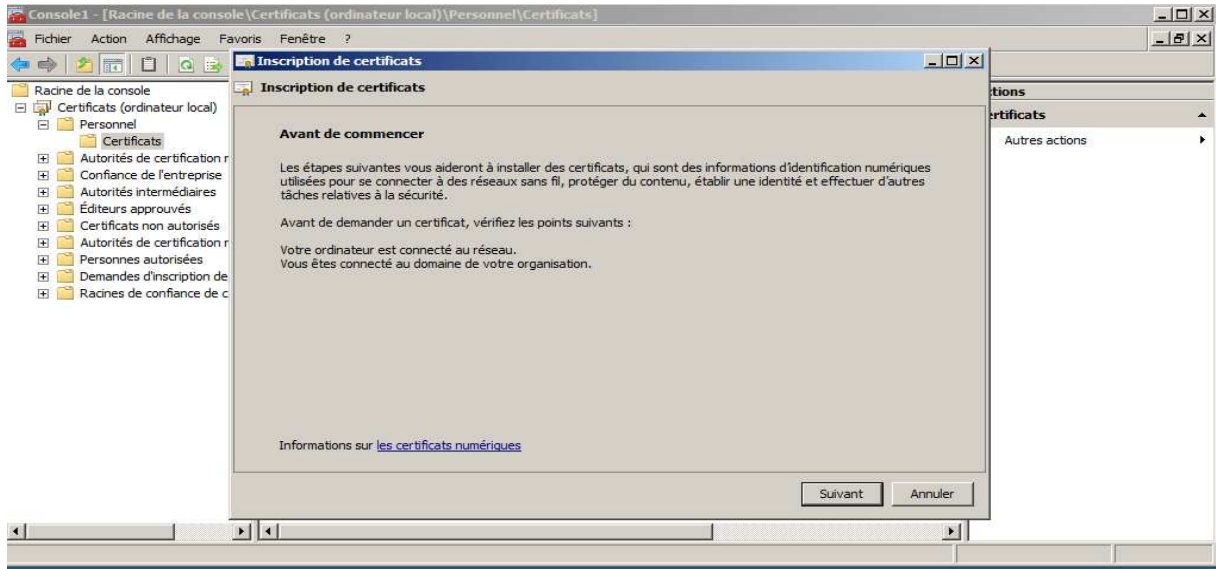 Console1 - [Racine de la console\Certificats (ordinateur local)\Personnel\Certificats]
Fichier Action Affichage Favoris Fenêtre ?
Racine de la console
Certificats (ordinateur local)
Personnel
Certificats
Autorités de certification r
Confiance de l'entreprise
Autorités intermédiaires
Éditeurs approuvés
Certificats non autorisés
Autorités de certification r
Personnes autorisées
Demandes d'inscription de
Racines de confiance de c
Inscription de certificats
Inscription de certificats
Avant de commencer
Les étapes suivantes vous aideront à installer des certificats, qui sont des informations d'identification numériques
utilisées pour se connecter à des réseaux sans fil, protéger du contenu, établir une identité et effectuer d'autres
tâches relatives à la sécurité.
Avant de demander un certificat, vérifiez les points suivants :
Votre ordinateur est connecté au réseau.
Vous êtes connecté au domaine de votre organisation.
Informations sur les certificats numériques
Suivant Annuler
tions
ertificats
Autres actions